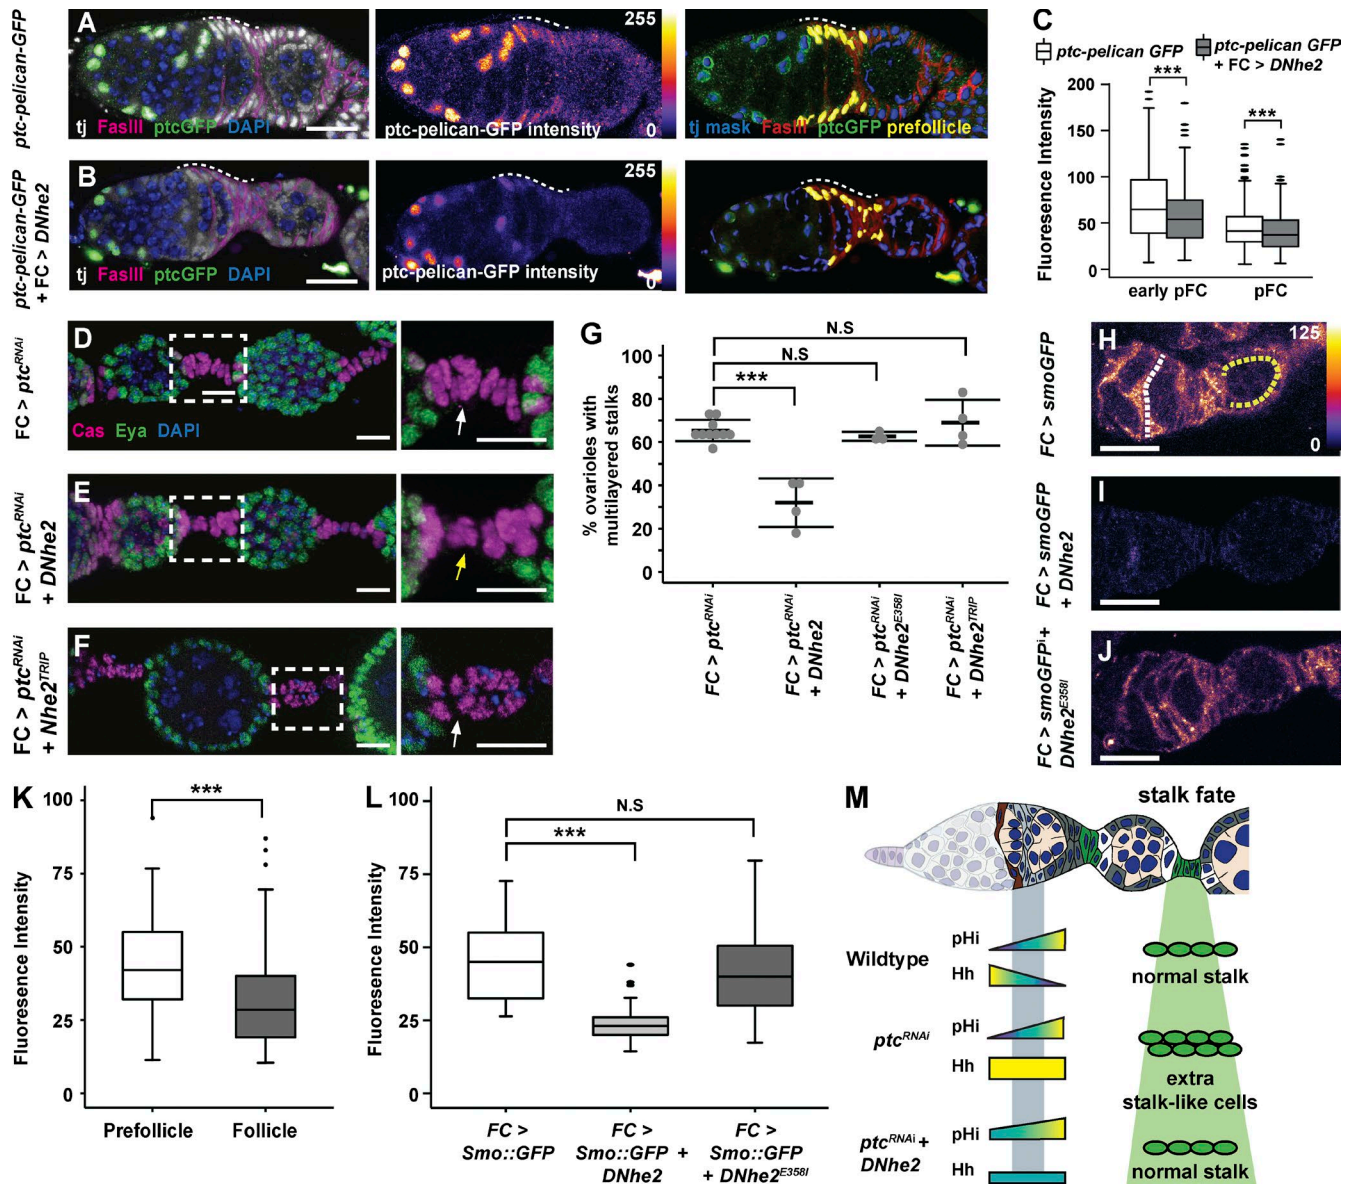 A
ptc-pelican-GFP
tj FasIII ptcGFP DAPI
255
0
ptc-pelican-GFP intensity
tj mask FasIII ptcGFP prefollicle
B
ptc-pelican-GFP
+ FC > DNhe2
tj FasIII ptcGFP DAPI
255
0
ptc-pelican-GFP intensity
C
ptc-pelican GFP
ptc-pelican GFP
+ FC > DNhe2
Fluoresence Intensity
200
150
100
50
0
***
***
early pFC
pFC
D
FC > ptcRNAi
Cas Eya DAPI
E
FC > ptcRNAi
+ DNhe2
F
FC > ptcRNAi
+ Nhe2TRIP
G
% ovarioles with
multilayered stalks
100
80
60
40
20
0
N.S
N.S
***
FC > ptcRNAi
FC > ptcRNAi
+ DNhe2
FC > ptcRNAi
+ DNhe2E358I
FC > ptcRNAi
+ DNhe2TRIP
H
FC > smoGFP
125
0
I
FC > smoGFP
+ DNhe2
J
FC > smoGFPi+
DNhe2E358I
K
Fluoresence Intensity
100
75
50
25
0
***
Prefollicle
Follicle
L
Fluoresence Intensity
100
75
50
25
0
N.S
***
FC >
Smo::GFP
FC >
Smo::GFP +
DNhe2
FC >
Smo::GFP
+ DNhe2E358I
M
stalk fate
Wildtype
pHi
Hh
normal stalk
ptcRNAi
pHi
Hh
extra
stalk-like cells
ptcRNAi +
DNhe2
pHi
Hh
normal stalk